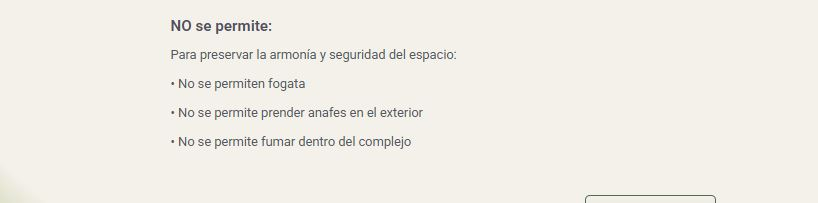 NO se permite:
Para preservar la armonía y seguridad del espacio:
• No se permiten fogata
• No se permite prender anafes en el exterior
• No se permite fumar dentro del complejo